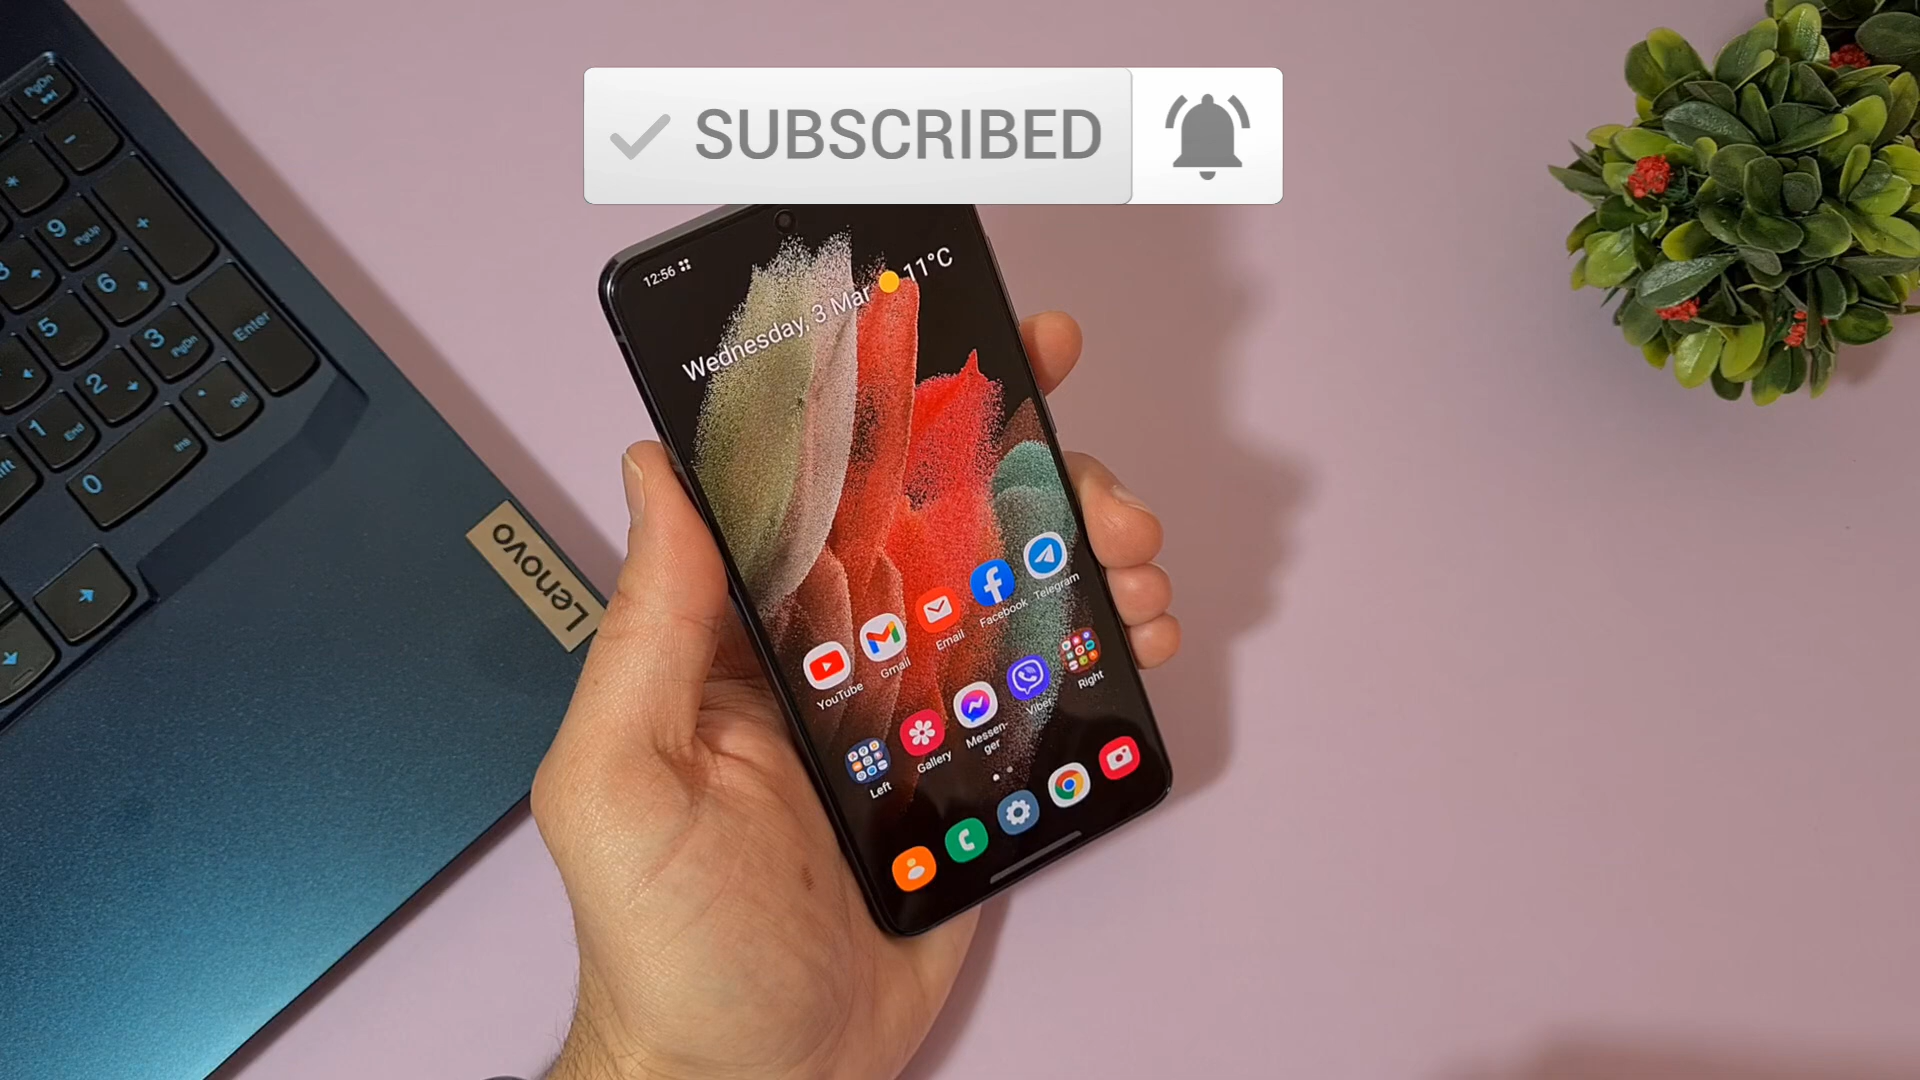 SUBSCRIBED
12:56
Wednesday, 3 Mar 11°C
YouTube
Gmail
Email
Facebook
Telegram
Left
Gallery
Messen-
ger
Viber
Right
PgDn
-
*
9 PgUp
+
6
5
3 PgDn
Enter
2
1 End
. Del
0 Ins
Lenovo